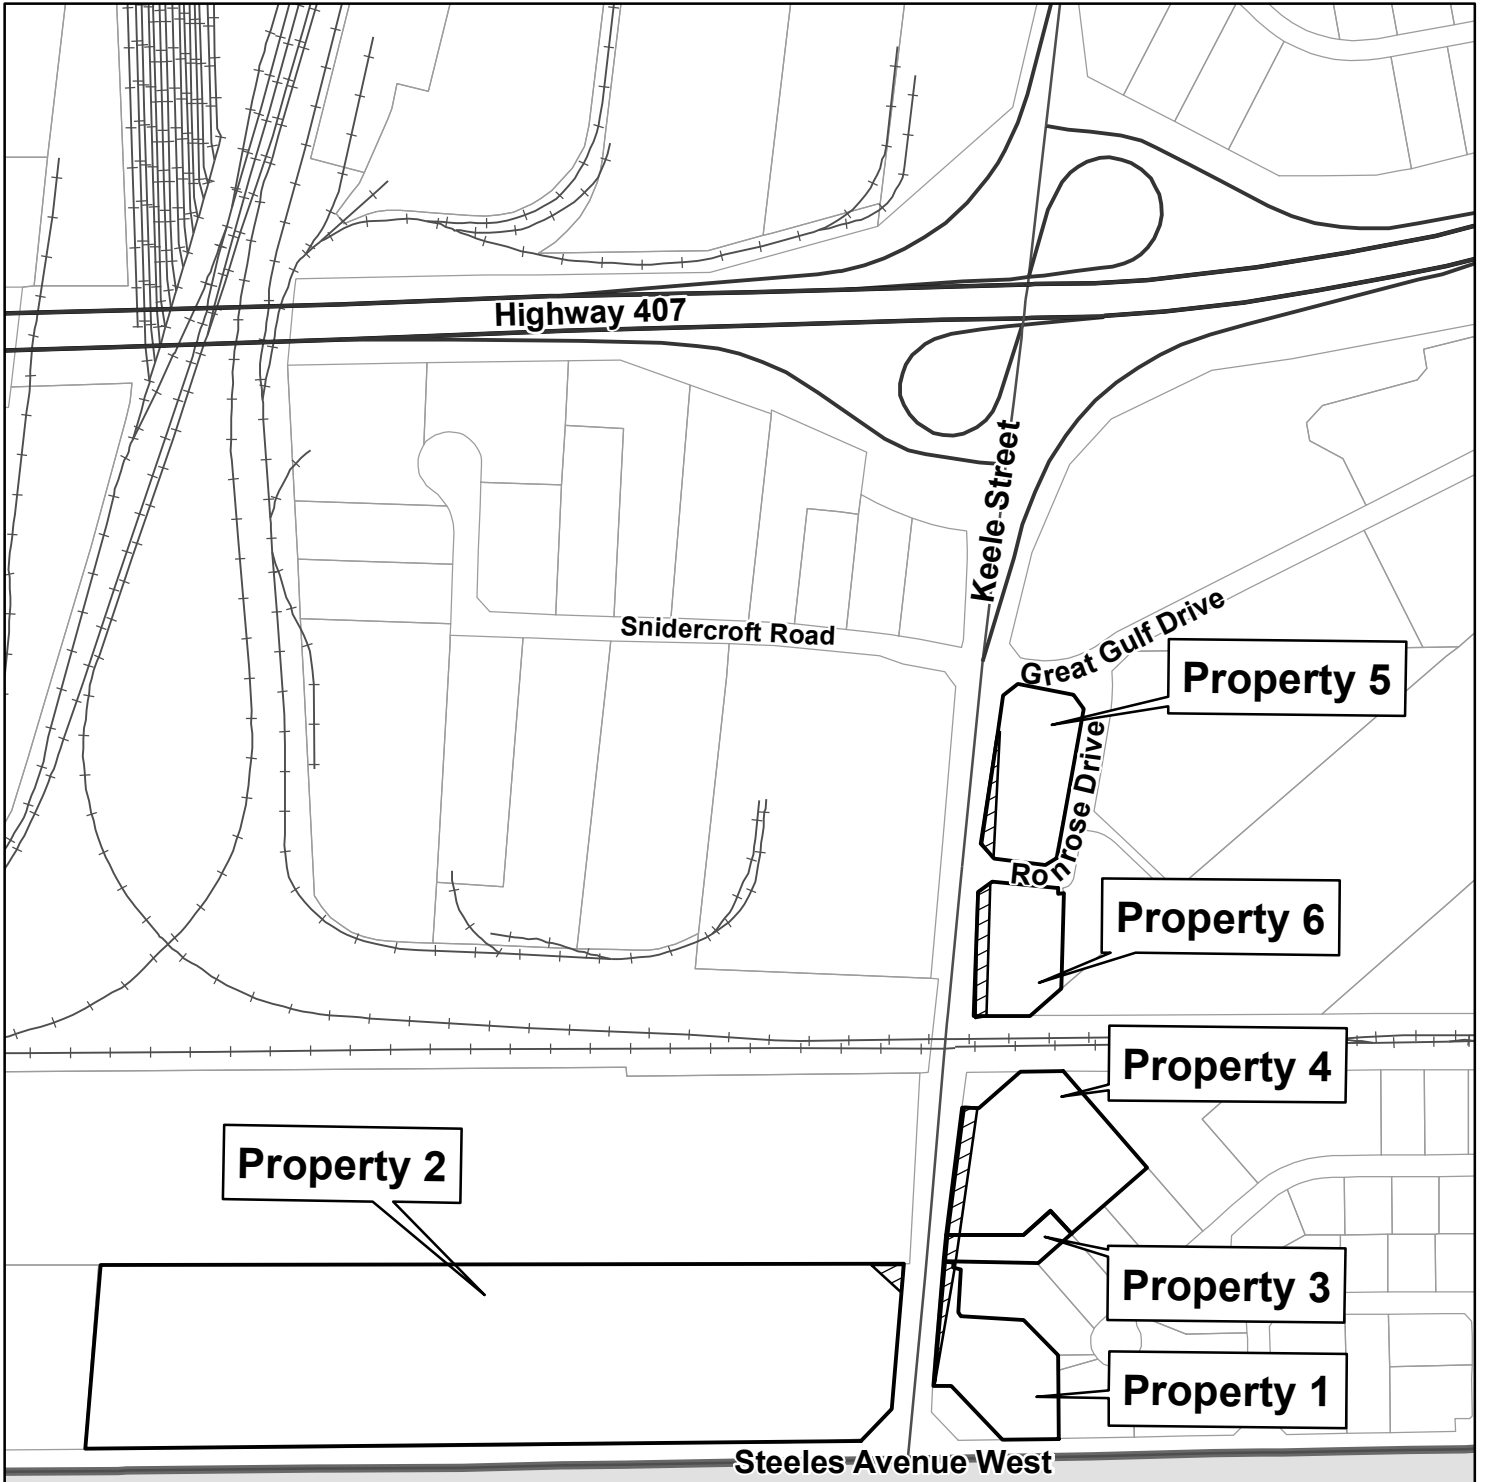 Highway 407
Keele Street
Great Gulf Drive
Snidercroft Road
Property 5
Ronrose Drive
Property 6
Property 4
Property 2
Property 3
Property 1
Steeles Avenue West